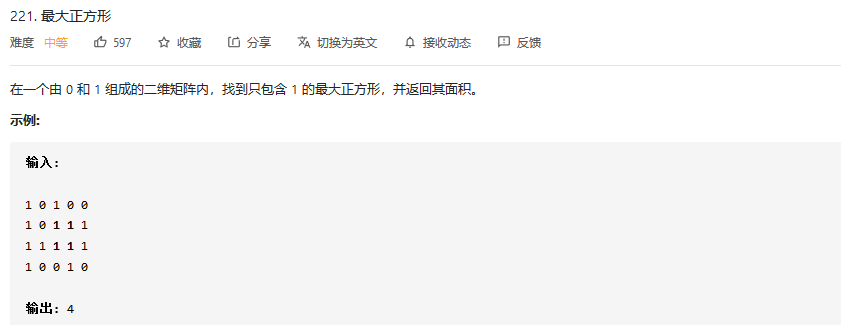 221. 最大正方形
难度 中等 597 收藏 分享 切换为英文 接收动态 反馈
在一个由 0 和 1 组成的二维矩阵内，找到只包含 1 的最大正方形，并返回其面积。
示例:
输入:
1 0 1 0 0
1 0 1 1 1
1 1 1 1 1
1 0 0 1 0
输出: 4